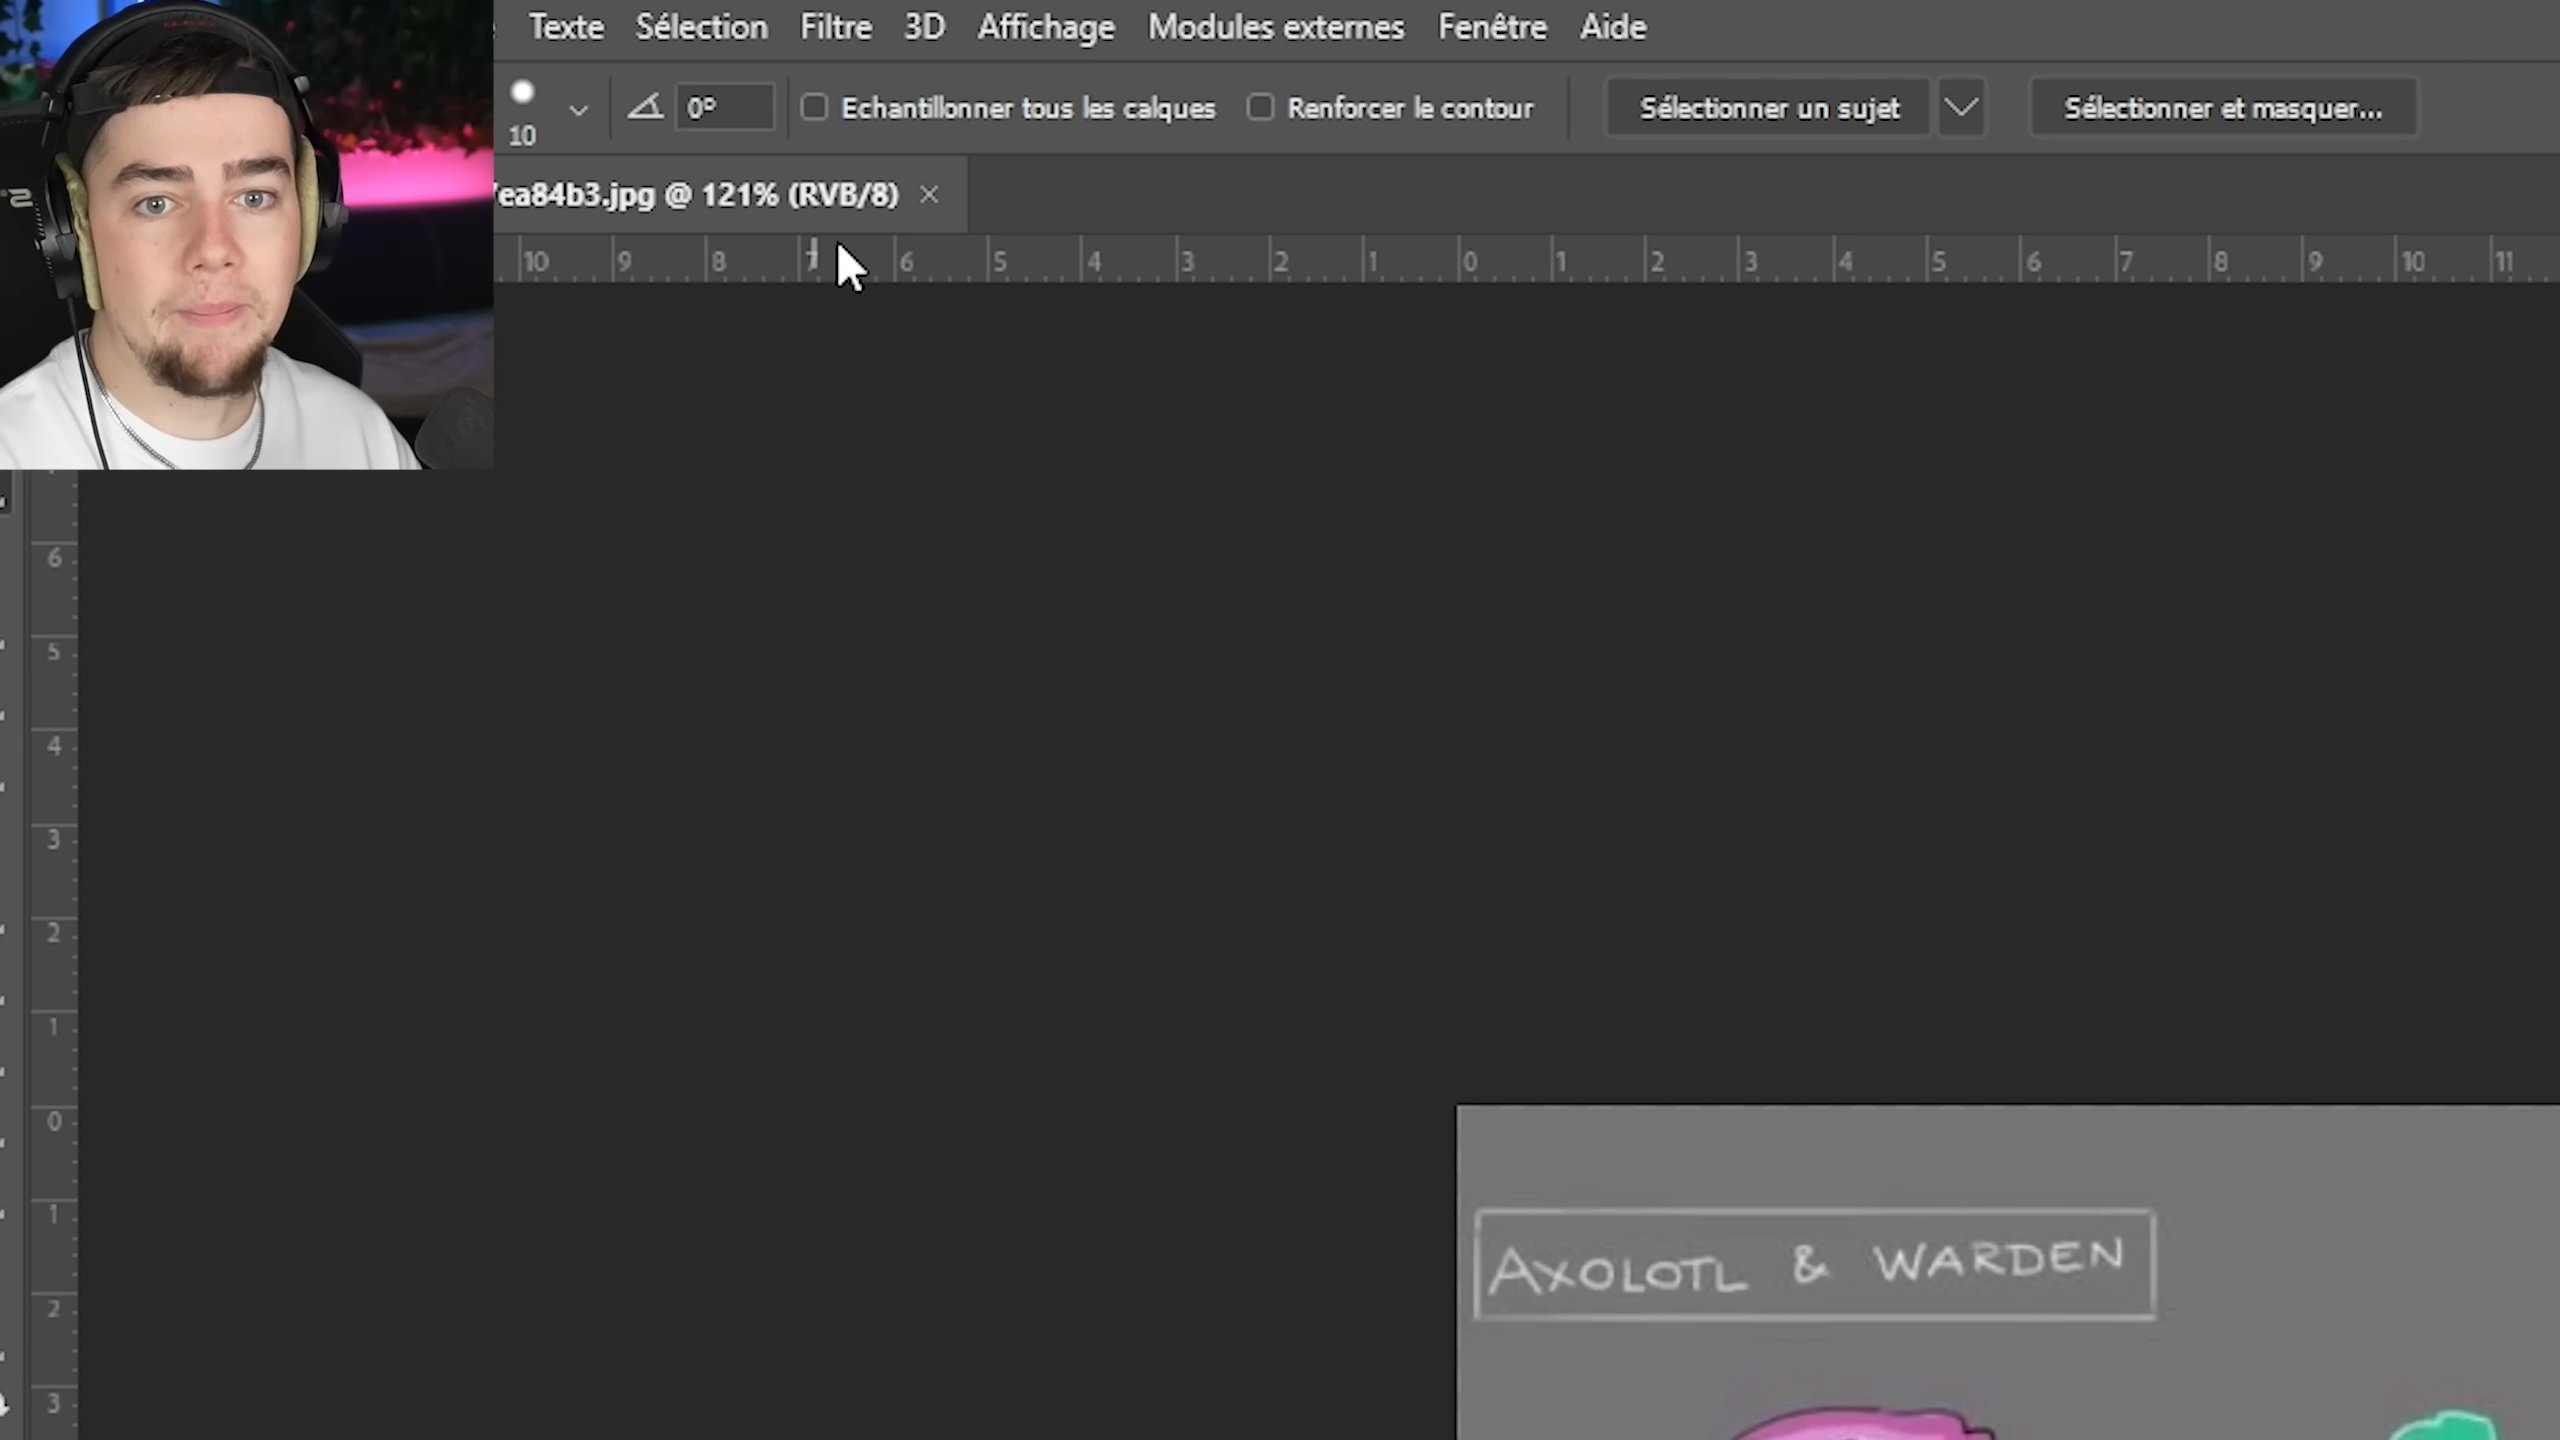 Texte Sélection Filtre 3D Affichage Modules externes Fenêtre Aide
10 0° Echantillonner tous les calques Renforcer le contour Sélectionner un sujet Sélectionner et masquer...
ea84b3.jpg @ 121% (RVB/8) ×
10 9 8 7 6 5 4 3 2 1 0 1 2 3 4 5 6 7 8 9 10 11
6
5
4
3
2
1
0
1
2
3
AXOLOTL & WARDEN